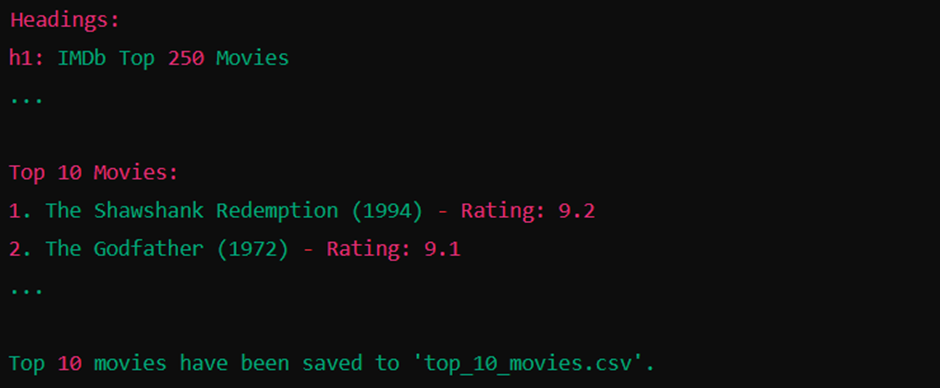 Headings:
h1: IMDb Top 250 Movies
...
Top 10 Movies:
1. The Shawshank Redemption (1994) - Rating: 9.2
2. The Godfather (1972) - Rating: 9.1
...
Top 10 movies have been saved to 'top_10_movies.csv'.